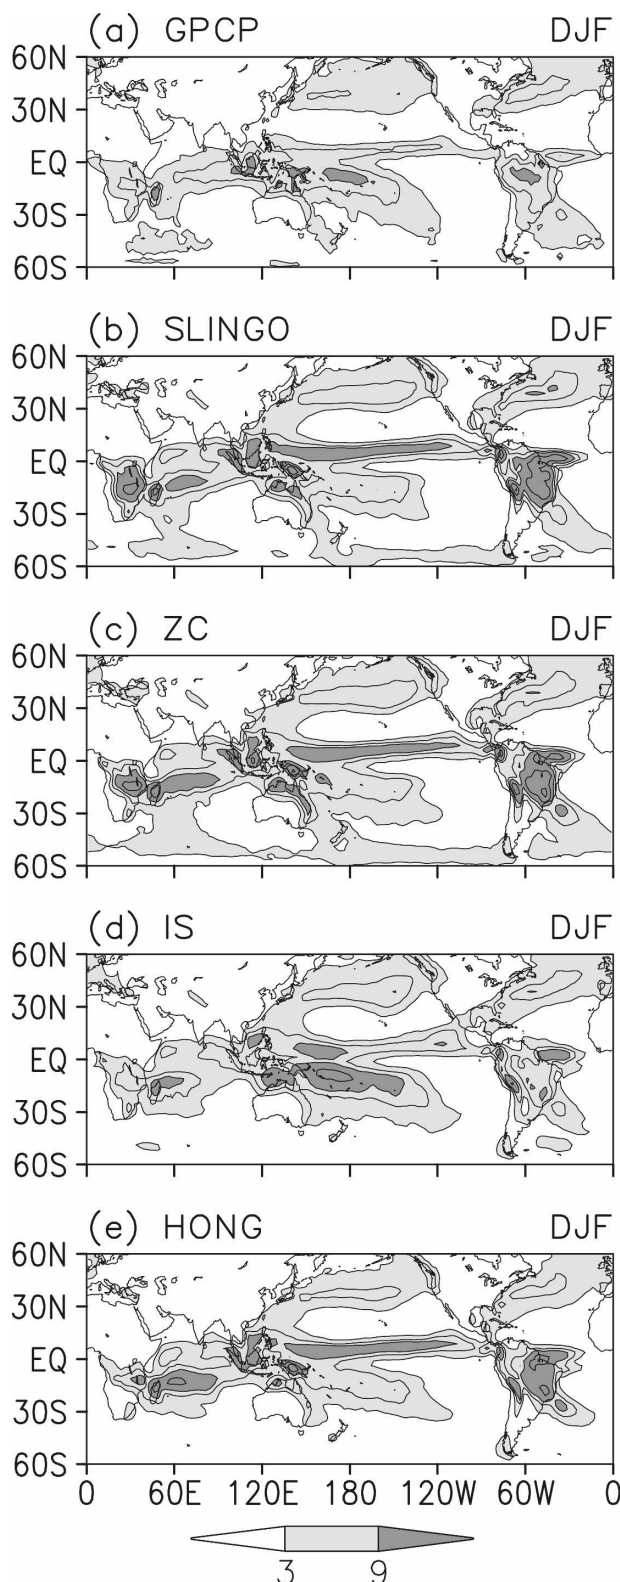 (a) GPCP DJF
60N
30N
EQ
30S
60S
(b) SLINGO DJF
60N
30N
EQ
30S
60S
(c) ZC DJF
60N
30N
EQ
30S
60S
(d) IS DJF
60N
30N
EQ
30S
60S
(e) HONG DJF
60N
30N
EQ
30S
60S
0 60E 120E 180 120W 60W 0
3 9